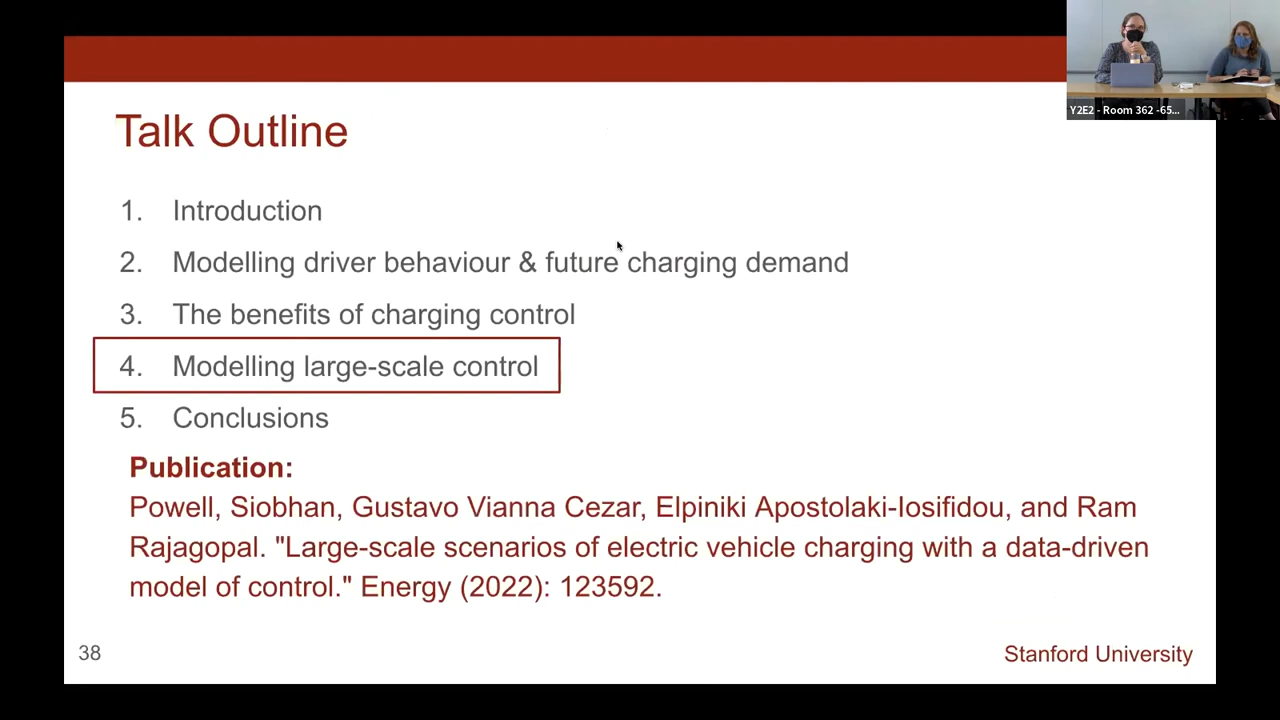 Y2E2 - Room 362 -65...
Talk Outline
1. Introduction
2. Modelling driver behaviour & future charging demand
3. The benefits of charging control
4. Modelling large-scale control
5. Conclusions
Publication:
Powell, Siobhan, Gustavo Vianna Cezar, Elpiniki Apostolaki-Iosifidou, and Ram
Rajagopal. "Large-scale scenarios of electric vehicle charging with a data-driven
model of control." Energy (2022): 123592.
38
Stanford University